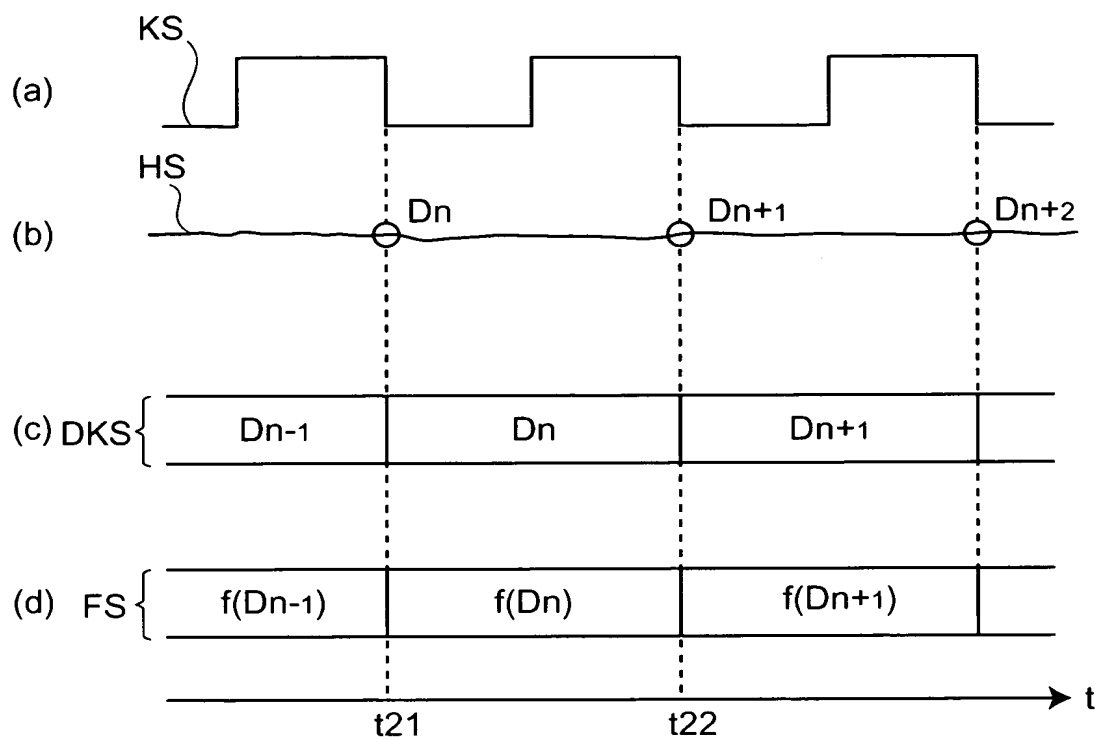 KS
(a)
HS
(b) Dn Dn+1 Dn+2
(c) DKS Dn-1 Dn Dn+1
(d) FS f(Dn-1) f(Dn) f(Dn+1)
t
t21 t22